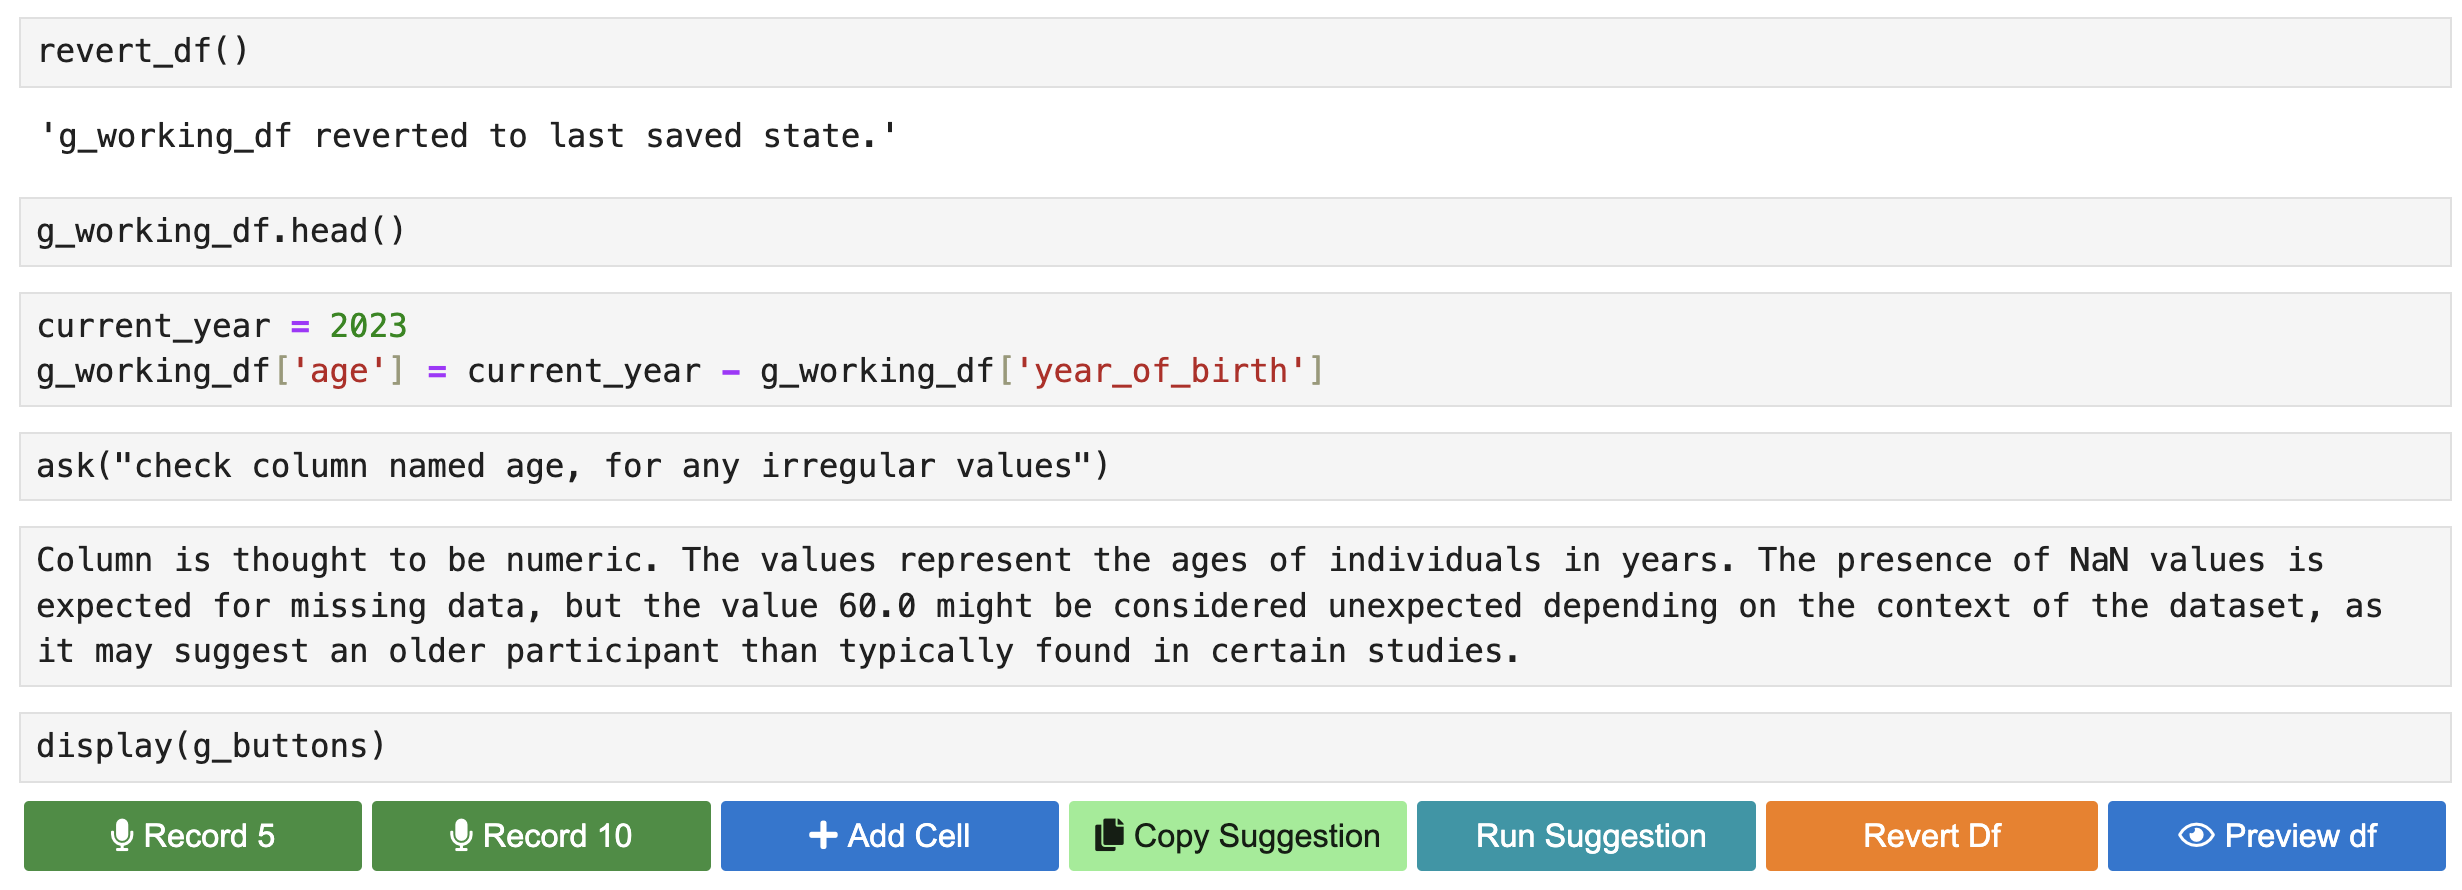 revert_df()
'g_working_df reverted to last saved state.'
g_working_df.head()
current_year = 2023
g_working_df['age'] = current_year - g_working_df['year_of_birth']
ask("check column named age, for any irregular values")
Column is thought to be numeric. The values represent the ages of individuals in years. The presence of NaN values is
expected for missing data, but the value 60.0 might be considered unexpected depending on the context of the dataset, as
it may suggest an older participant than typically found in certain studies.
display(g_buttons)
Record 5 Record 10 Add Cell Copy Suggestion Run Suggestion Revert Df Preview df